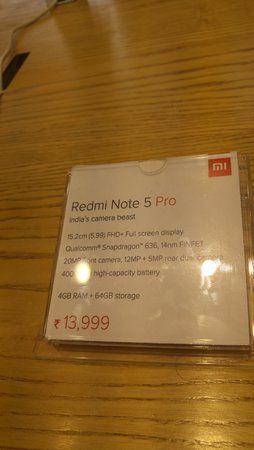 mi
Redmi Note 5 Pro
india's camera beast
15.2cm (5.99) FHD+ Full screen display
Qualcomm® Snapdragon™ 636, 14nm FINFET
20MP front camera, 12MP + 5MP rear dual camera
high-capacity battery
4GB RAM + 64GB storage
₹ 13,999